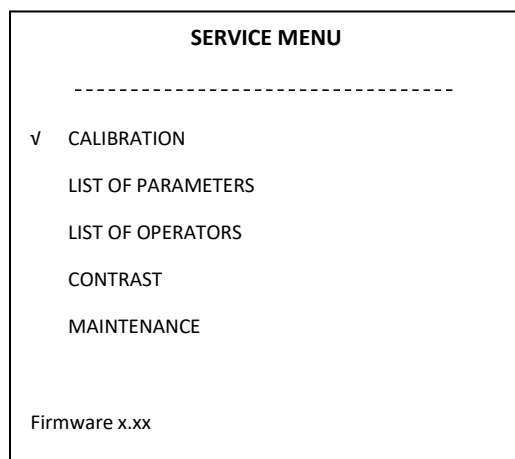 SERVICE MENU
----------------------------------
√ CALIBRATION
LIST OF PARAMETERS
LIST OF OPERATORS
CONTRAST
MAINTENANCE
Firmware x.xx